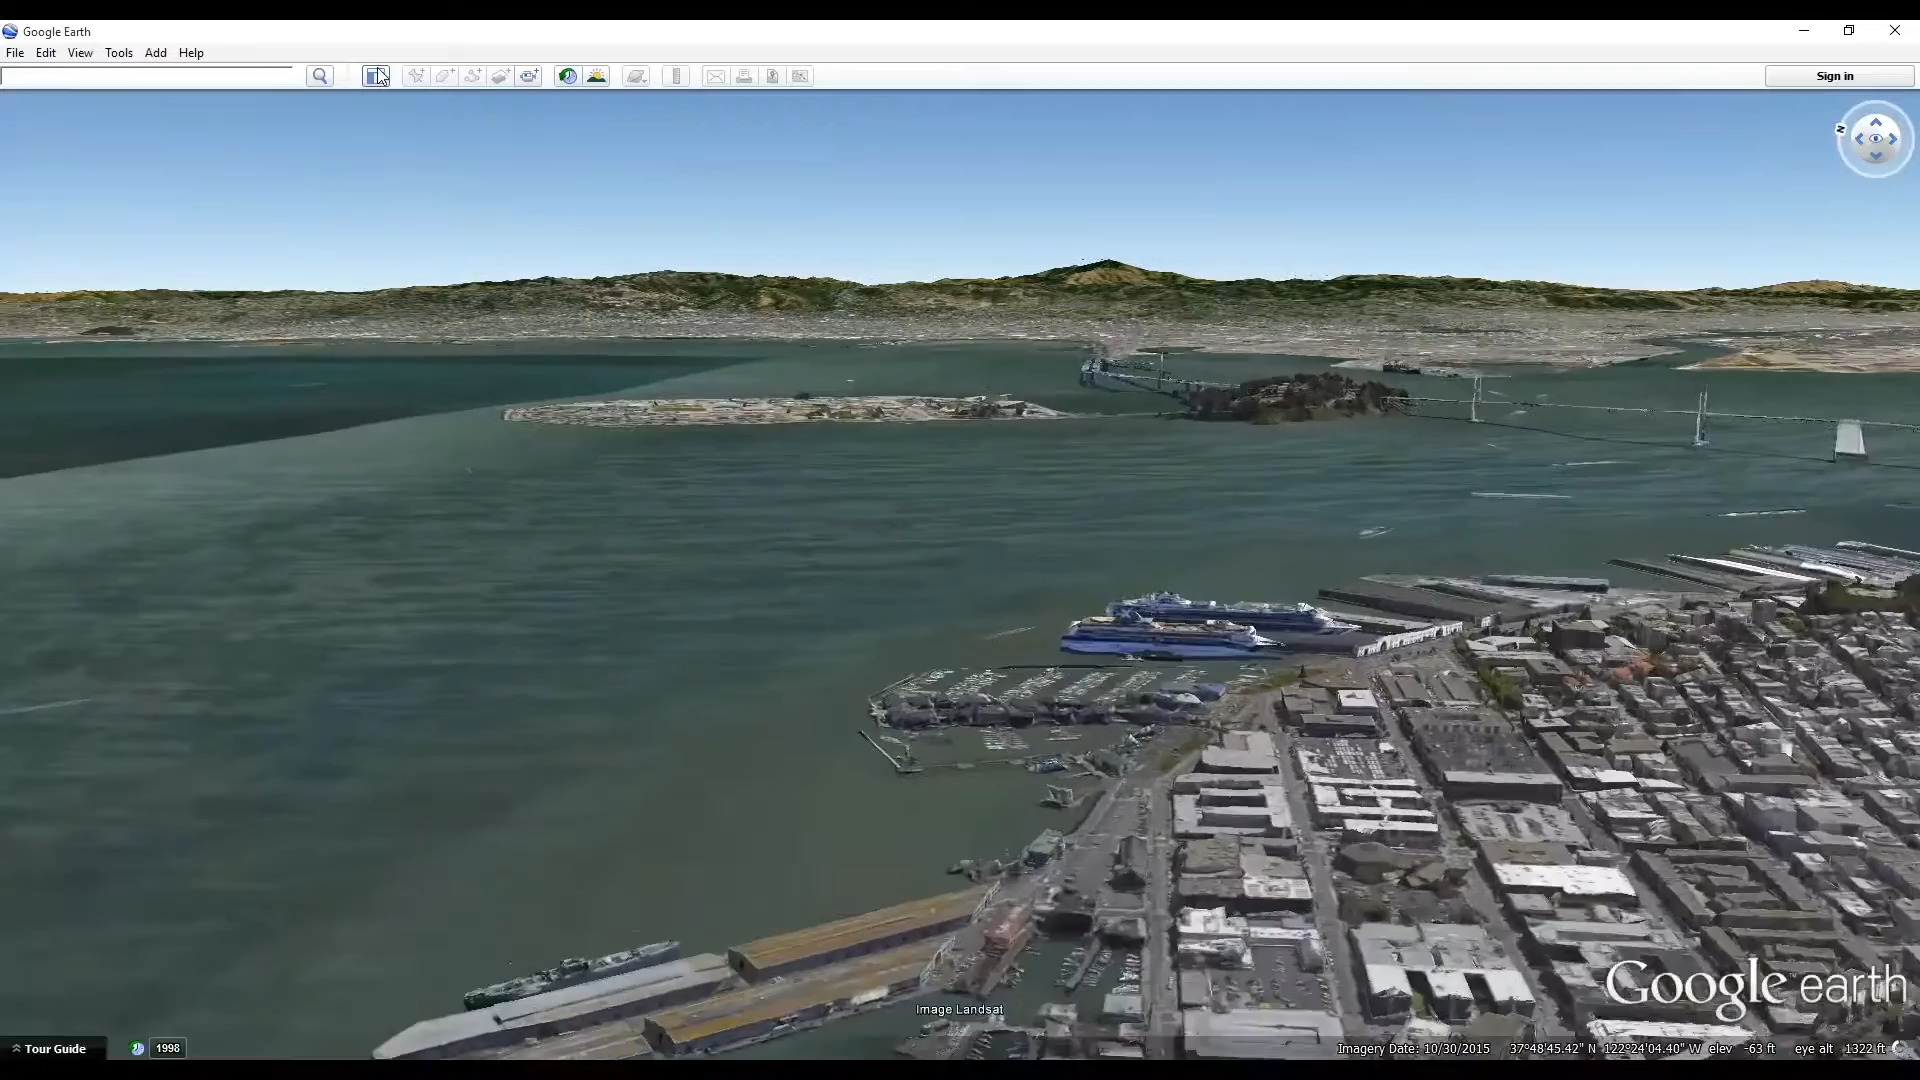 Google Earth
File Edit View Tools Add Help
Sign in
N
Image Landsat
Google earth
Tour Guide 1998
Imagery Date: 10/30/2015 37°48'45.42" N 122°24'04.40" W elev -63 ft eye alt 1322 ft